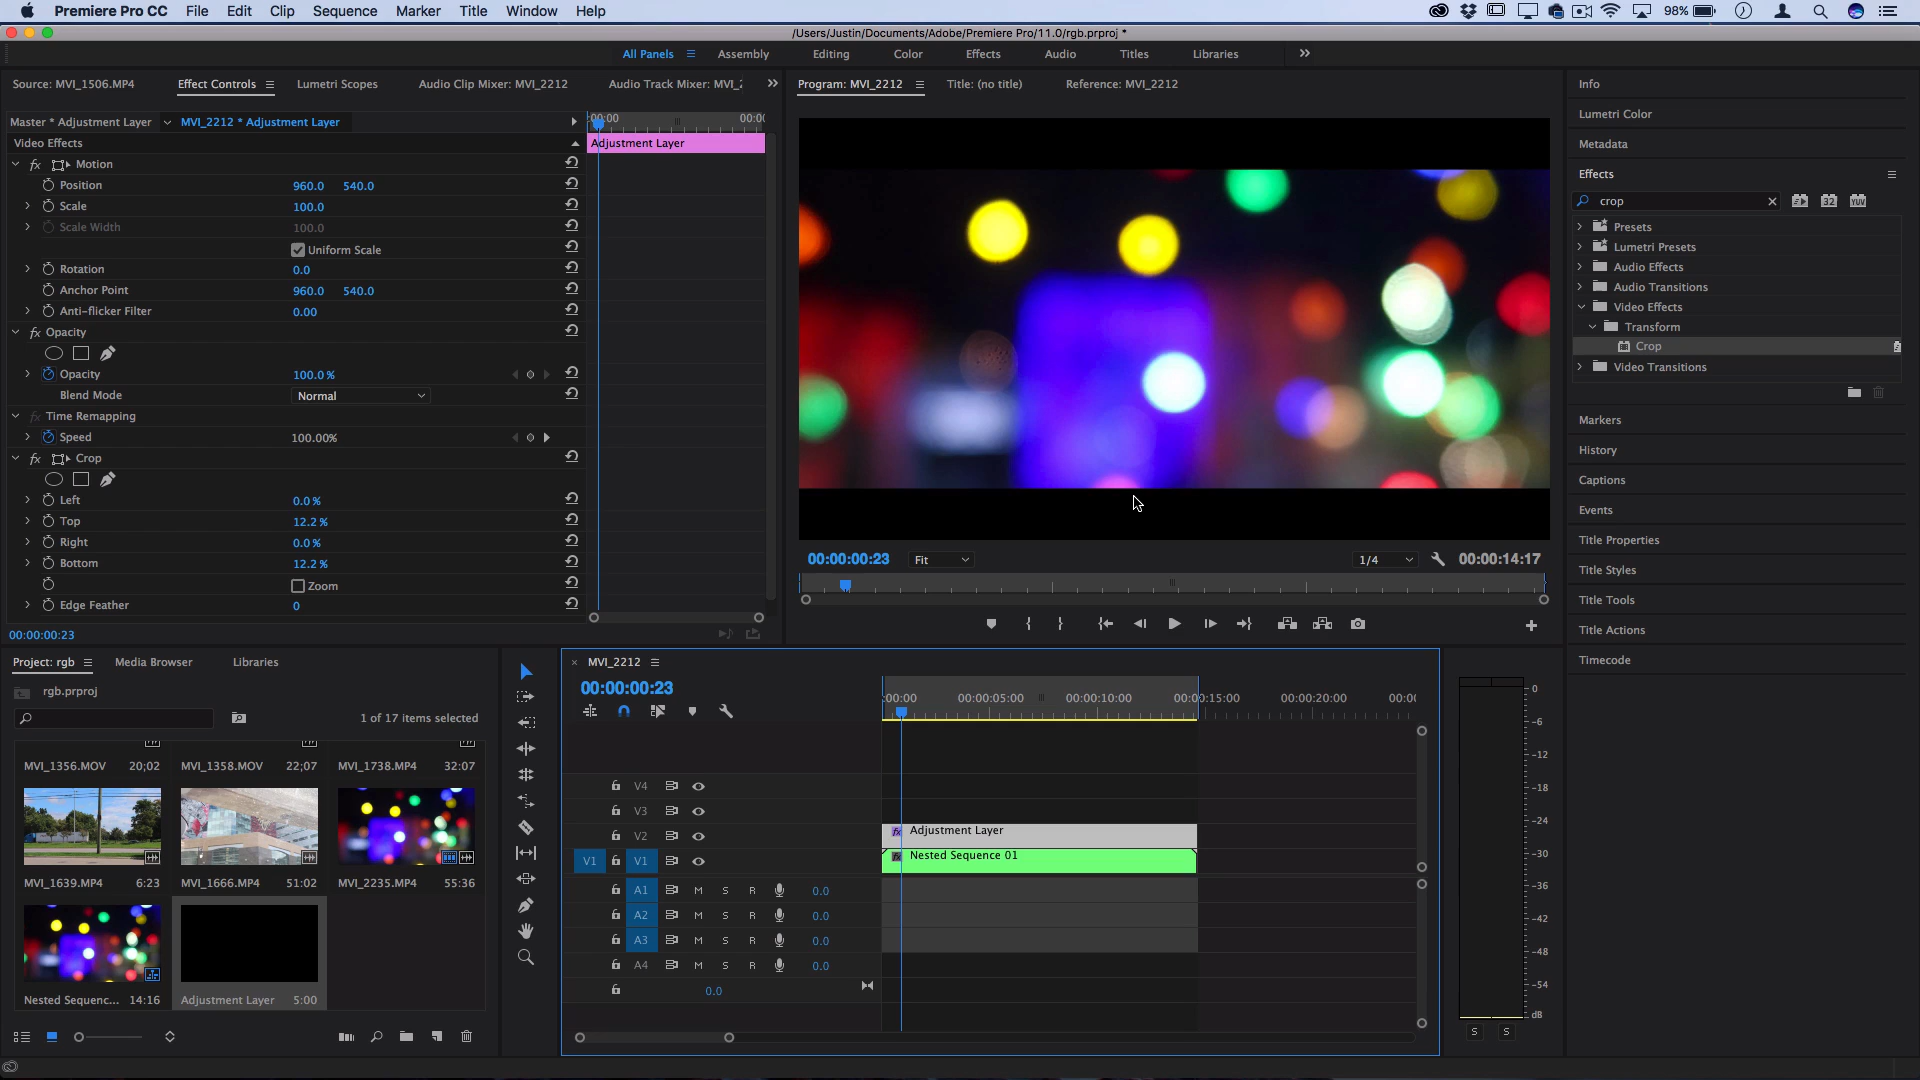 Premiere Pro CC File Edit Clip Sequence Marker Title Window Help 98%
/Users/Justin/Documents/Adobe/Premiere Pro/11.0/rgb.prproj *
All Panels Assembly Editing Color Effects Audio Titles Libraries
Source: MVI_1506.MP4 Effect Controls Lumetri Scopes Audio Clip Mixer: MVI_2212 Audio Track Mixer: MVI_2
Master * Adjustment Layer MVI_2212 * Adjustment Layer
:00:00 00:0
Video Effects
Adjustment Layer
Motion
Position 960.0 540.0
Scale 100.0
Scale Width 100.0
Uniform Scale
Rotation 0.0
Anchor Point 960.0 540.0
Anti-flicker Filter 0.00
Opacity
Opacity 100.0 %
Blend Mode Normal
Time Remapping
Speed 100.00%
Crop
Left 0.0 %
Top 12.2 %
Right 0.0 %
Bottom 12.2 %
Zoom
Edge Feather 0
00:00:00:23
Program: MVI_2212 Title: (no title) Reference: MVI_2212
00:00:00:23 Fit 1/4 00:00:14:17
Info
Lumetri Color
Metadata
Effects
crop 32 YUV
Presets
Lumetri Presets
Audio Effects
Audio Transitions
Video Effects
Transform
Crop
Video Transitions
Markers
History
Captions
Events
Title Properties
Title Styles
Title Tools
Title Actions
Timecode
Project: rgb Media Browser Libraries
rgb.prproj
1 of 17 items selected
MVI_1356.MOV 20;02 MVI_1358.MOV 22;07 MVI_1738.MP4 32:07
MVI_1639.MP4 6:23 MVI_1666.MP4 51:02 MVI_2235.MP4 55:36
Nested Sequenc... 14:16 Adjustment Layer 5:00
MVI_2212
00:00:00:23
:00:00 00:00:05:00 00:00:10:00 00:00:15:00 00:00:20:00 00:0
V4
V3
V2 Adjustment Layer
V1 V1 Nested Sequence 01
A1 M S R 0.0
A2 M S R 0.0
A3 M S R 0.0
A4 M S R 0.0
0.0
0
-6
-12
-18
-24
-30
-36
-42
-48
-54
dB
S S